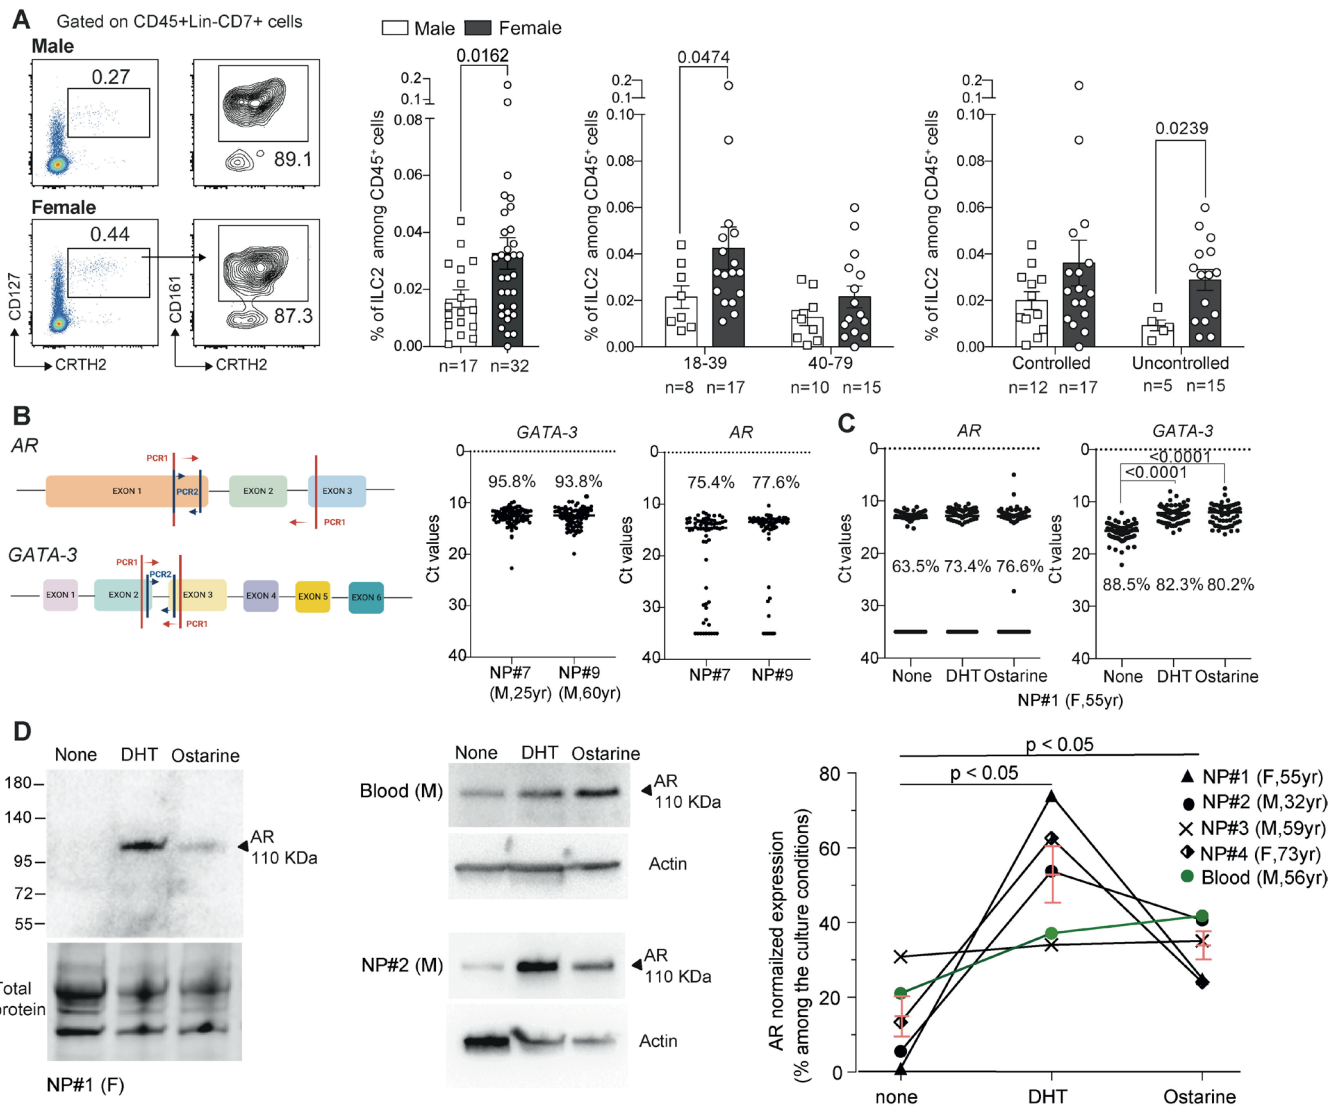 A
Gated on CD45+Lin-CD7+ cells
Male
0.27
89.1
Female
0.44
87.3
CD127
CRTH2
CD161
CRTH2
Male Female
% of ILC2 among CD45+ cells
0.2
0.1
0.08
0.06
0.04
0.02
0.00
0.0162
n=17 n=32
% of ILC2 among CD45+ cells
0.2
0.1
0.10
0.08
0.06
0.04
0.02
0.00
0.0474
18-39 40-79
n=8 n=17 n=10 n=15
% of ILC2 among CD45+ cells
0.2
0.1
0.10
0.08
0.06
0.04
0.02
0.00
0.0239
Controlled Uncontrolled
n=12 n=17 n=5 n=15
B
AR
PCR1
EXON 1
PCR2
EXON 2
EXON 3
PCR1
GATA-3
PCR1
PCR2
EXON 1
EXON 2
EXON 3
EXON 4
EXON 5
EXON 6
PCR1
GATA-3
Ct values
0
10
20
30
40
95.8% 93.8%
NP#7 NP#9
(M,25yr) (M,60yr)
AR
Ct values
0
10
20
30
40
75.4% 77.6%
NP#7 NP#9
C
AR
Ct values
0
10
20
30
40
63.5% 73.4% 76.6%
None DHT Ostarine
GATA-3
Ct values
0
10
20
30
40
<0.0001
<0.0001
88.5% 82.3% 80.2%
None DHT Ostarine
NP#1 (F,55yr)
D
None DHT Ostarine
180
140
95
72
55
AR
110 KDa
Total
protein
NP#1 (F)
None DHT Ostarine
Blood (M)
AR
110 KDa
Actin
NP#2 (M)
AR
110 KDa
Actin
AR normailzed expression
(% among the culture conditions)
80
60
40
20
0
p < 0.05
p < 0.05
NP#1 (F,55yr)
NP#2 (M,32yr)
NP#3 (M,59yr)
NP#4 (F,73yr)
Blood (M,56yr)
none DHT Ostarine